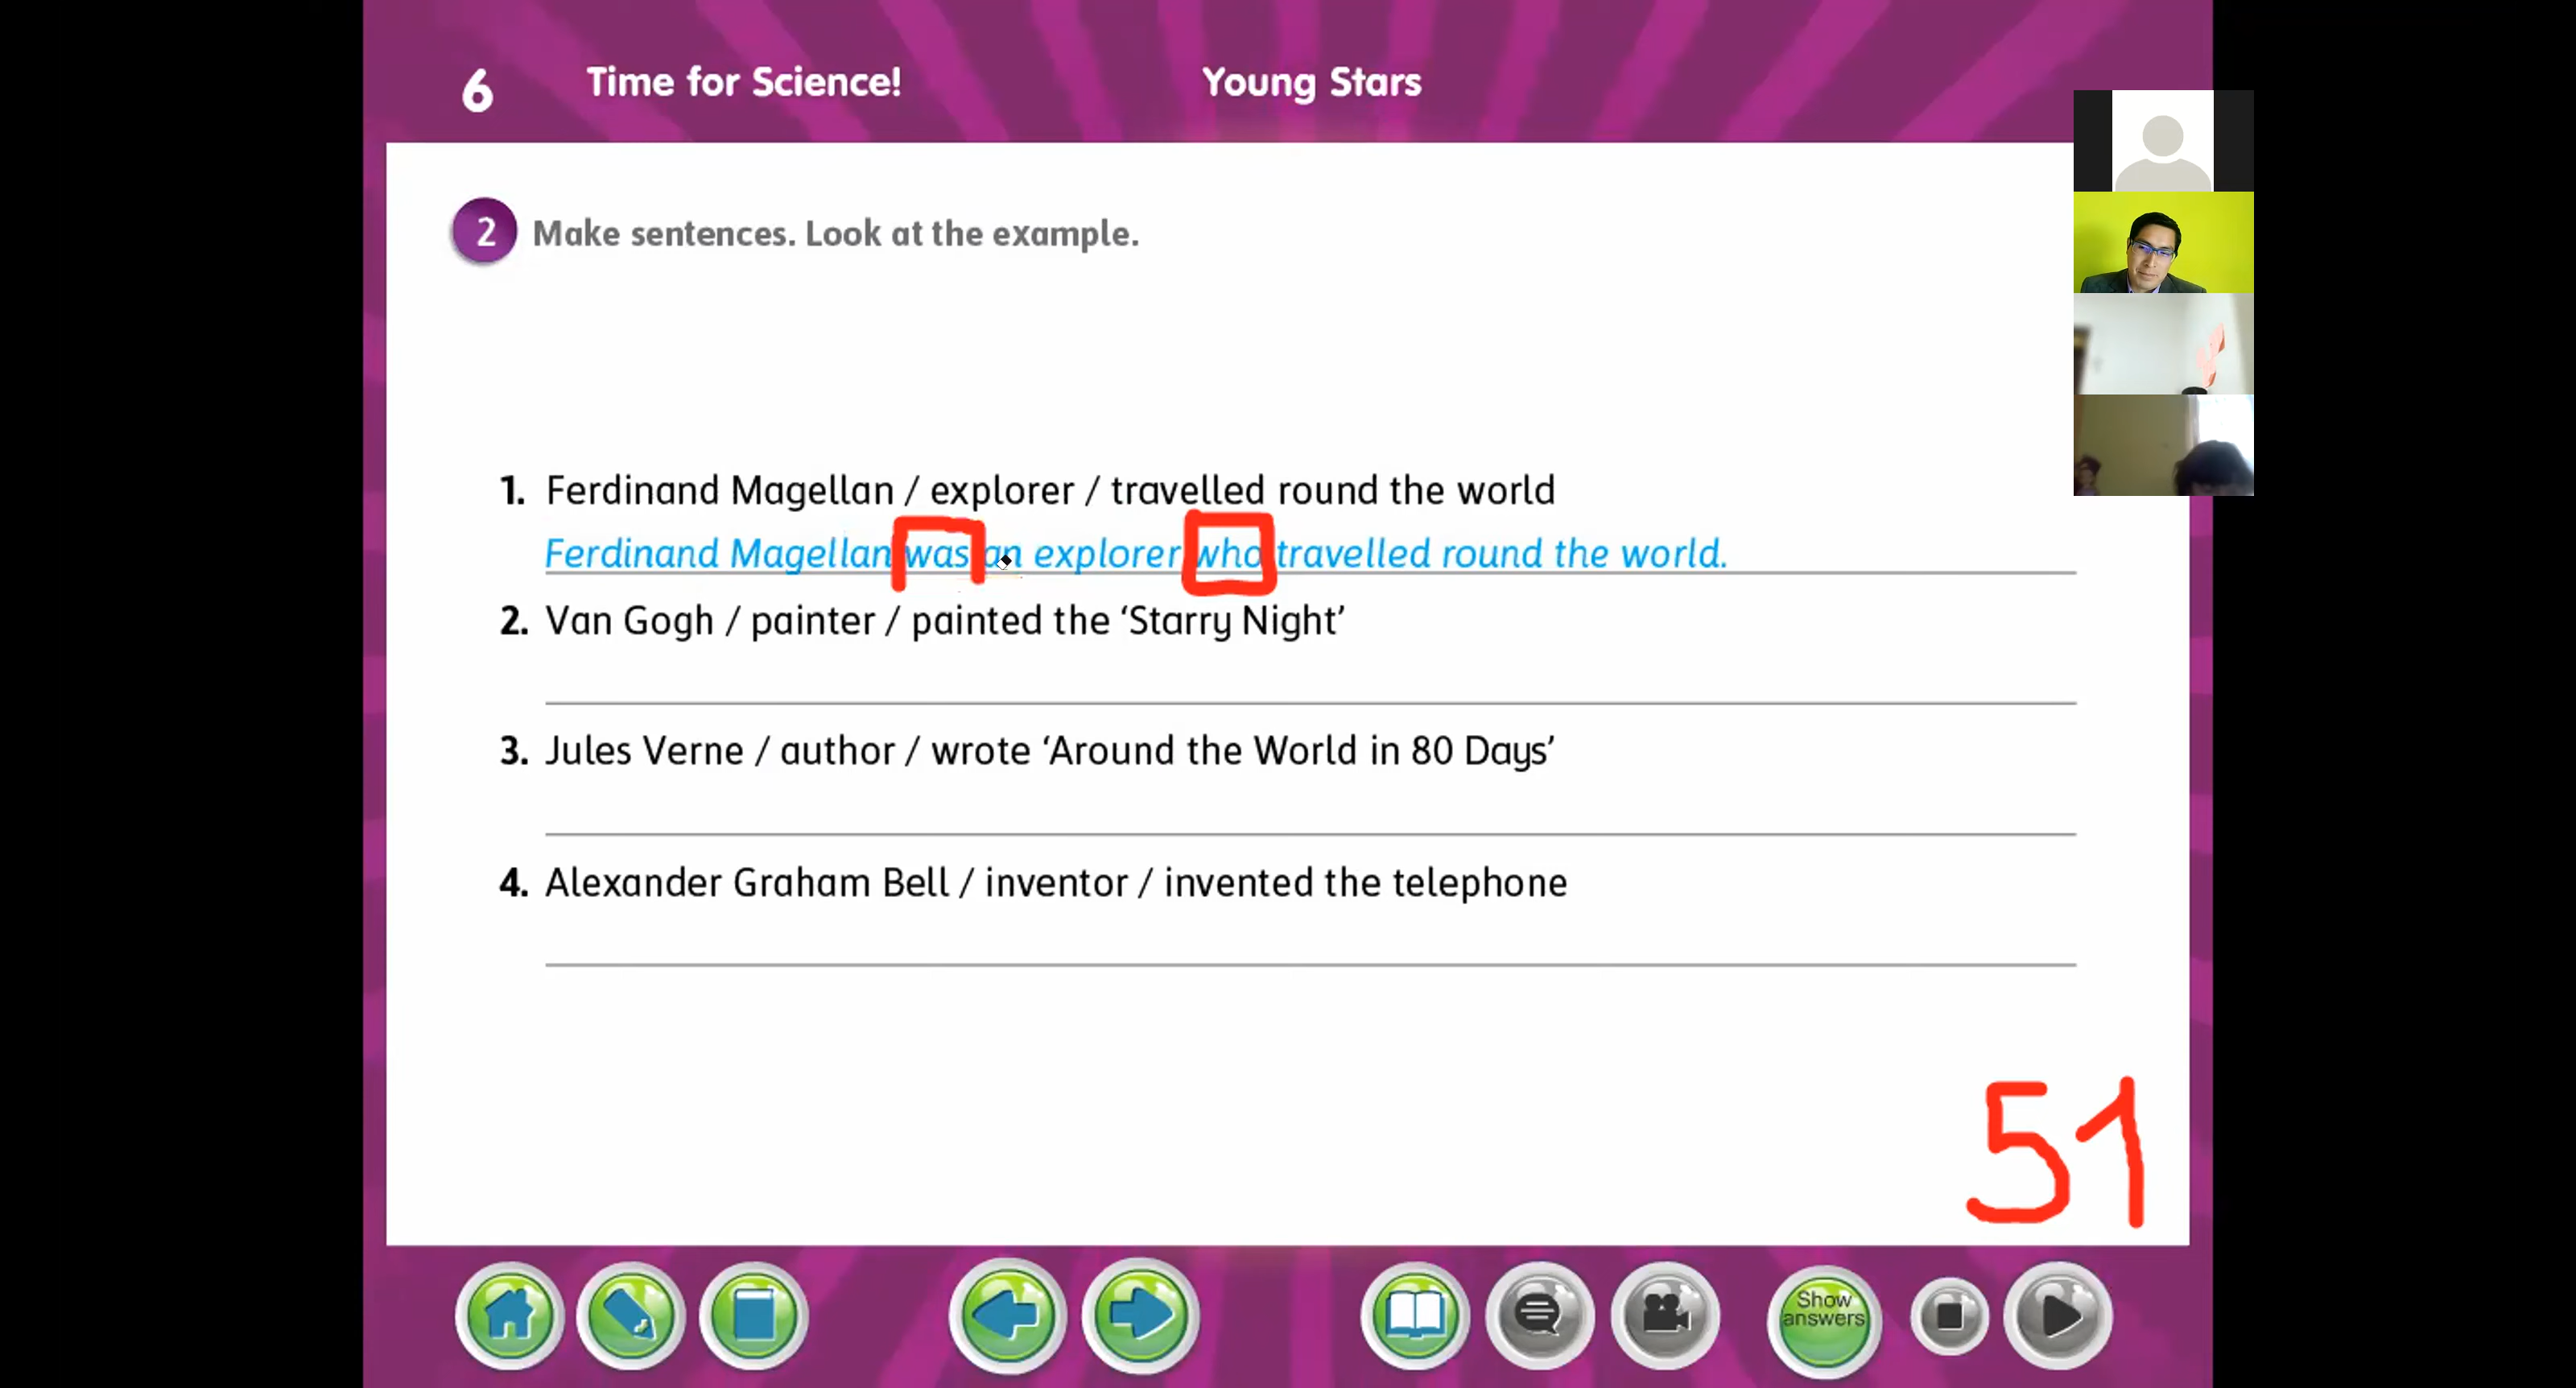 6 Time for Science! Young Stars
2 Make sentences. Look at the example.
1. Ferdinand Magellan / explorer / travelled round the world
Ferdinand Magellan was an explorer who travelled round the world.
2. Van Gogh / painter / painted the ‘Starry Night’
3. Jules Verne / author / wrote ‘Around the World in 80 Days’
4. Alexander Graham Bell / inventor / invented the telephone
51
Show
answers